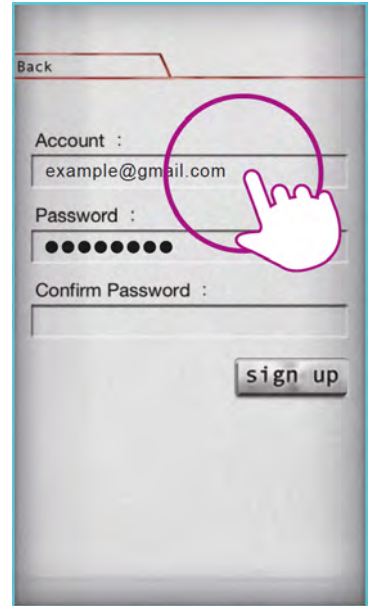 Back
Account :
example@gmail.com
Password :
●●●●●●●●
Confirm Password :
sign up